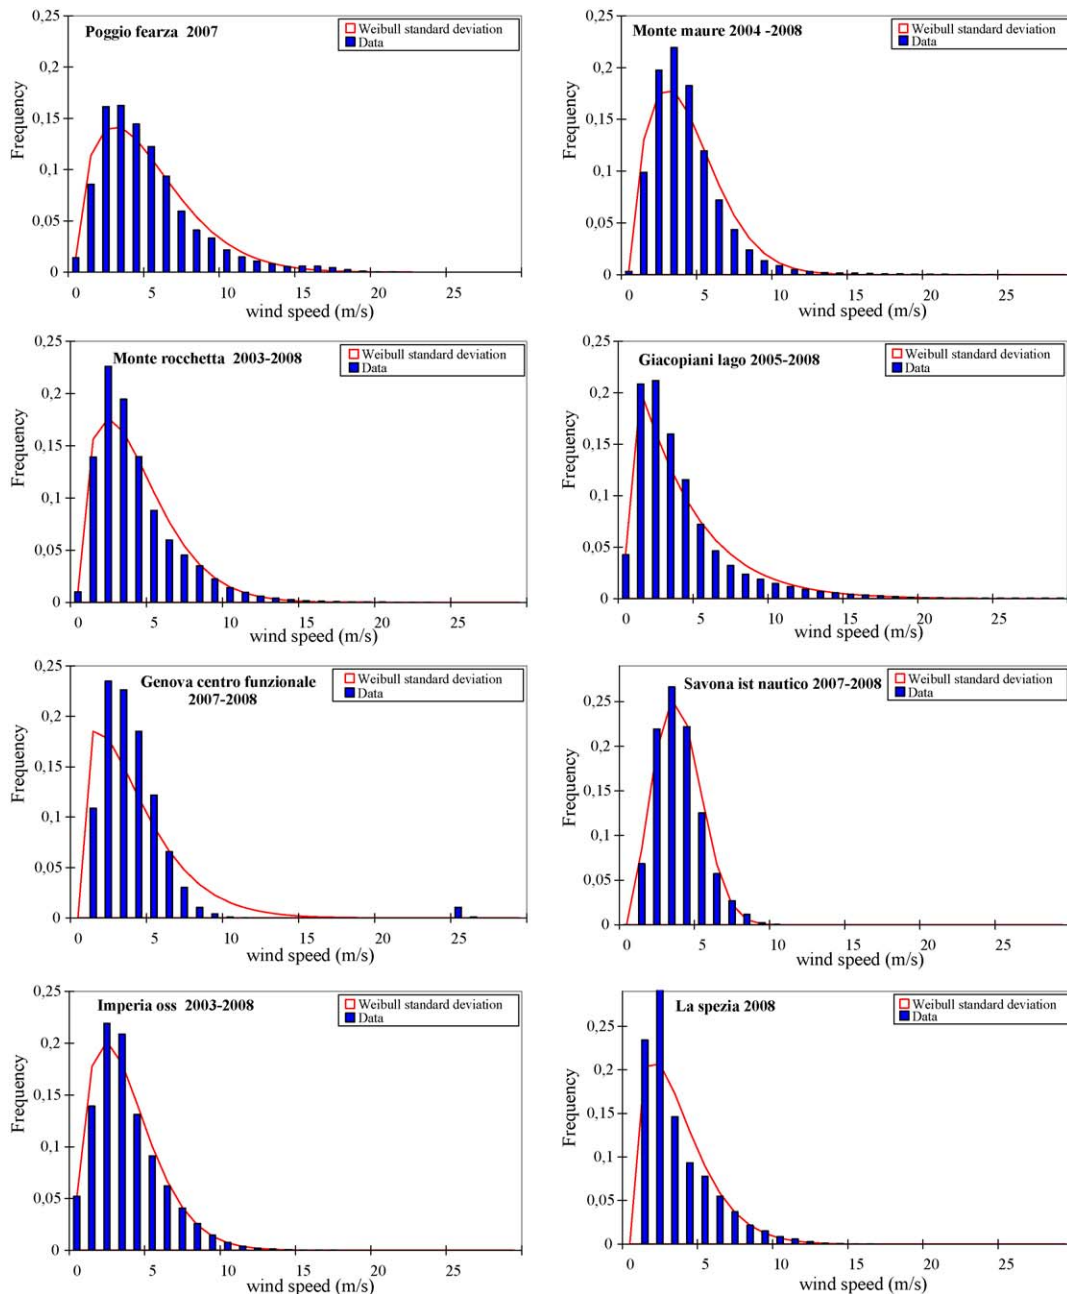 Poggio fearza 2007
Weibull standard deviation
Data
Frequency
0,25
0,2
0,15
0,1
0,05
0
0 5 10 15 20 25
wind speed (m/s)
Monte maure 2004 -2008
Weibull standard deviation
Data
Frequency
0,25
0,2
0,15
0,1
0,05
0
0 5 10 15 20 25
wind speed (m/s)
Monte rocchetta 2003-2008
Weibull standard deviation
Data
Frequency
0,25
0,2
0,15
0,1
0,05
0
0 5 10 15 20 25
wind speed (m/s)
Giacopiani lago 2005-2008
Weibull standard deviation
Data
Frequency
0,25
0,2
0,15
0,1
0,05
0
0 5 10 15 20 25
wind speed (m/s)
Genova centro funzionale
2007-2008
Weibull standard deviation
Data
Frequency
0,25
0,2
0,15
0,1
0,05
0
0 5 10 15 20 25
wind speed (m/s)
Savona ist nautico 2007-2008
Weibull standard deviation
Data
Frequency
0,25
0,2
0,15
0,1
0,05
0
0 5 10 15 20 25
wind speed (m/s)
Imperia oss 2003-2008
Weibull standard deviation
Data
Frequency
0,25
0,2
0,15
0,1
0,05
0
0 5 10 15 20 25
wind speed (m/s)
La spezia 2008
Weibull standard deviation
Data
Frequency
0,25
0,2
0,15
0,1
0,05
0
0 5 10 15 20 25
wind speed (m/s)